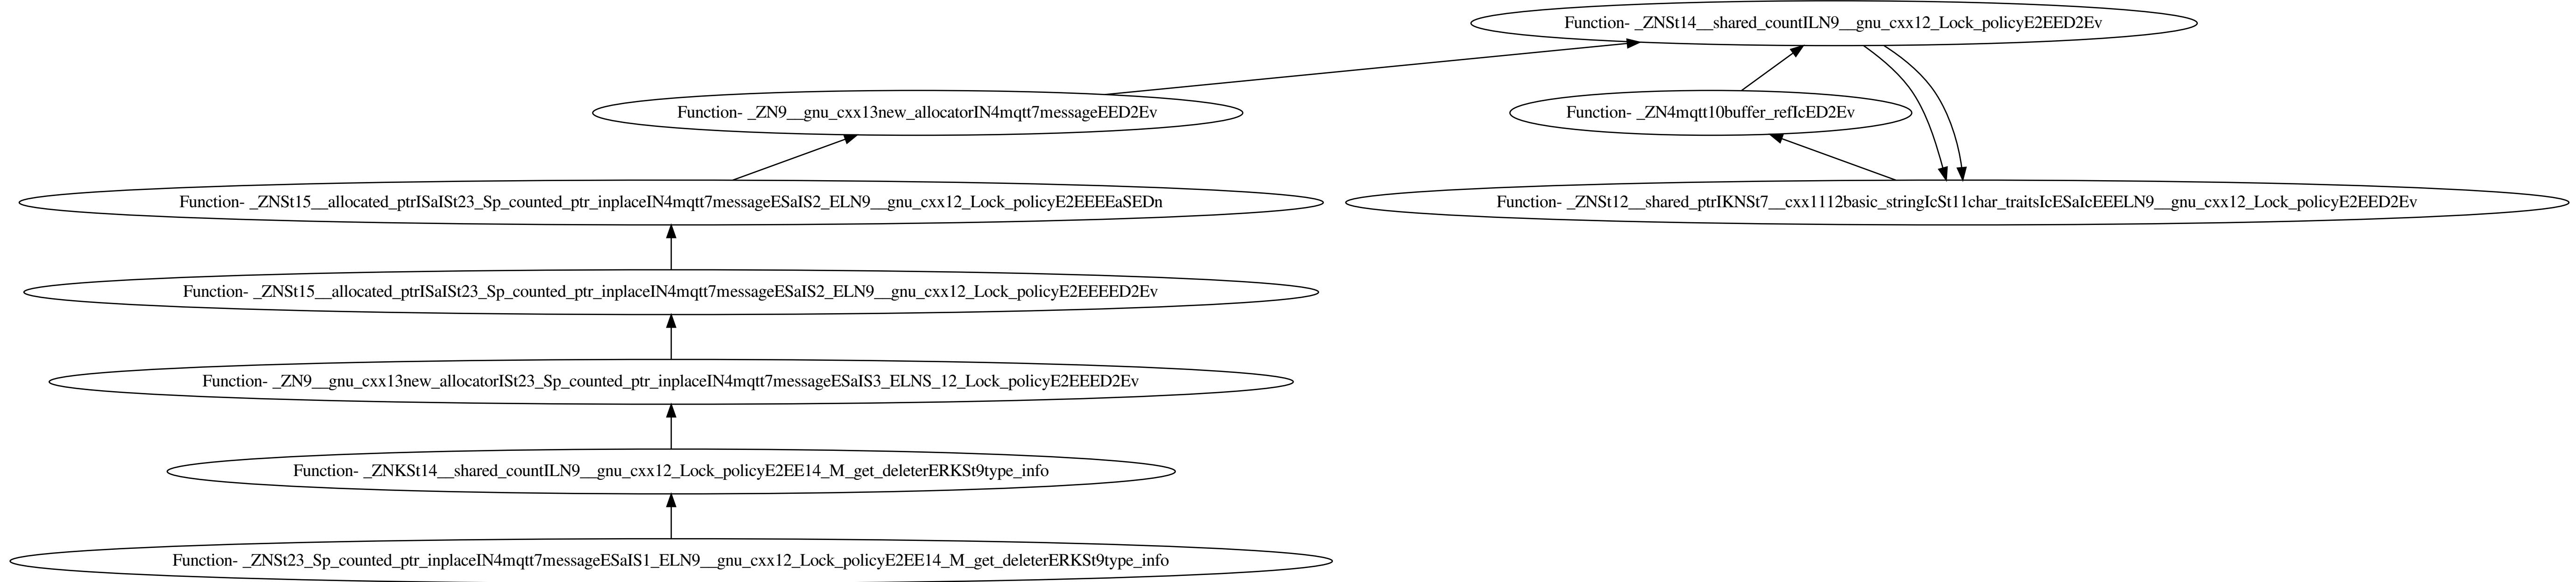 Function- _ZNSt14__shared_countILN9__gnu_cxx12_Lock_policyE2EED2Ev
Function- _ZN9__gnu_cxx13new_allocatorIN4mqtt7messageEED2Ev
Function- _ZN4mqtt10buffer_refIcED2Ev
Function- _ZNSt15__allocated_ptrISaISt23_Sp_counted_ptr_inplaceIN4mqtt7messageESaIS2_ELN9__gnu_cxx12_Lock_policyE2EEEEaSEDn
Function- _ZNSt12__shared_ptrIKNSt7__cxx1112basic_stringIcSt11char_traitsIcESaIcEEELN9__gnu_cxx12_Lock_policyE2EED2Ev
Function- _ZNSt15__allocated_ptrISaISt23_Sp_counted_ptr_inplaceIN4mqtt7messageESaIS2_ELN9__gnu_cxx12_Lock_policyE2EEEED2Ev
Function- _ZN9__gnu_cxx13new_allocatorISt23_Sp_counted_ptr_inplaceIN4mqtt7messageESaIS3_ELNS_12_Lock_policyE2EEED2Ev
Function- _ZNKSt14__shared_countILN9__gnu_cxx12_Lock_policyE2EE14_M_get_deleterERKSt9type_info
Function- _ZNSt23_Sp_counted_ptr_inplaceIN4mqtt7messageESaIS1_ELN9__gnu_cxx12_Lock_policyE2EE14_M_get_deleterERKSt9type_info